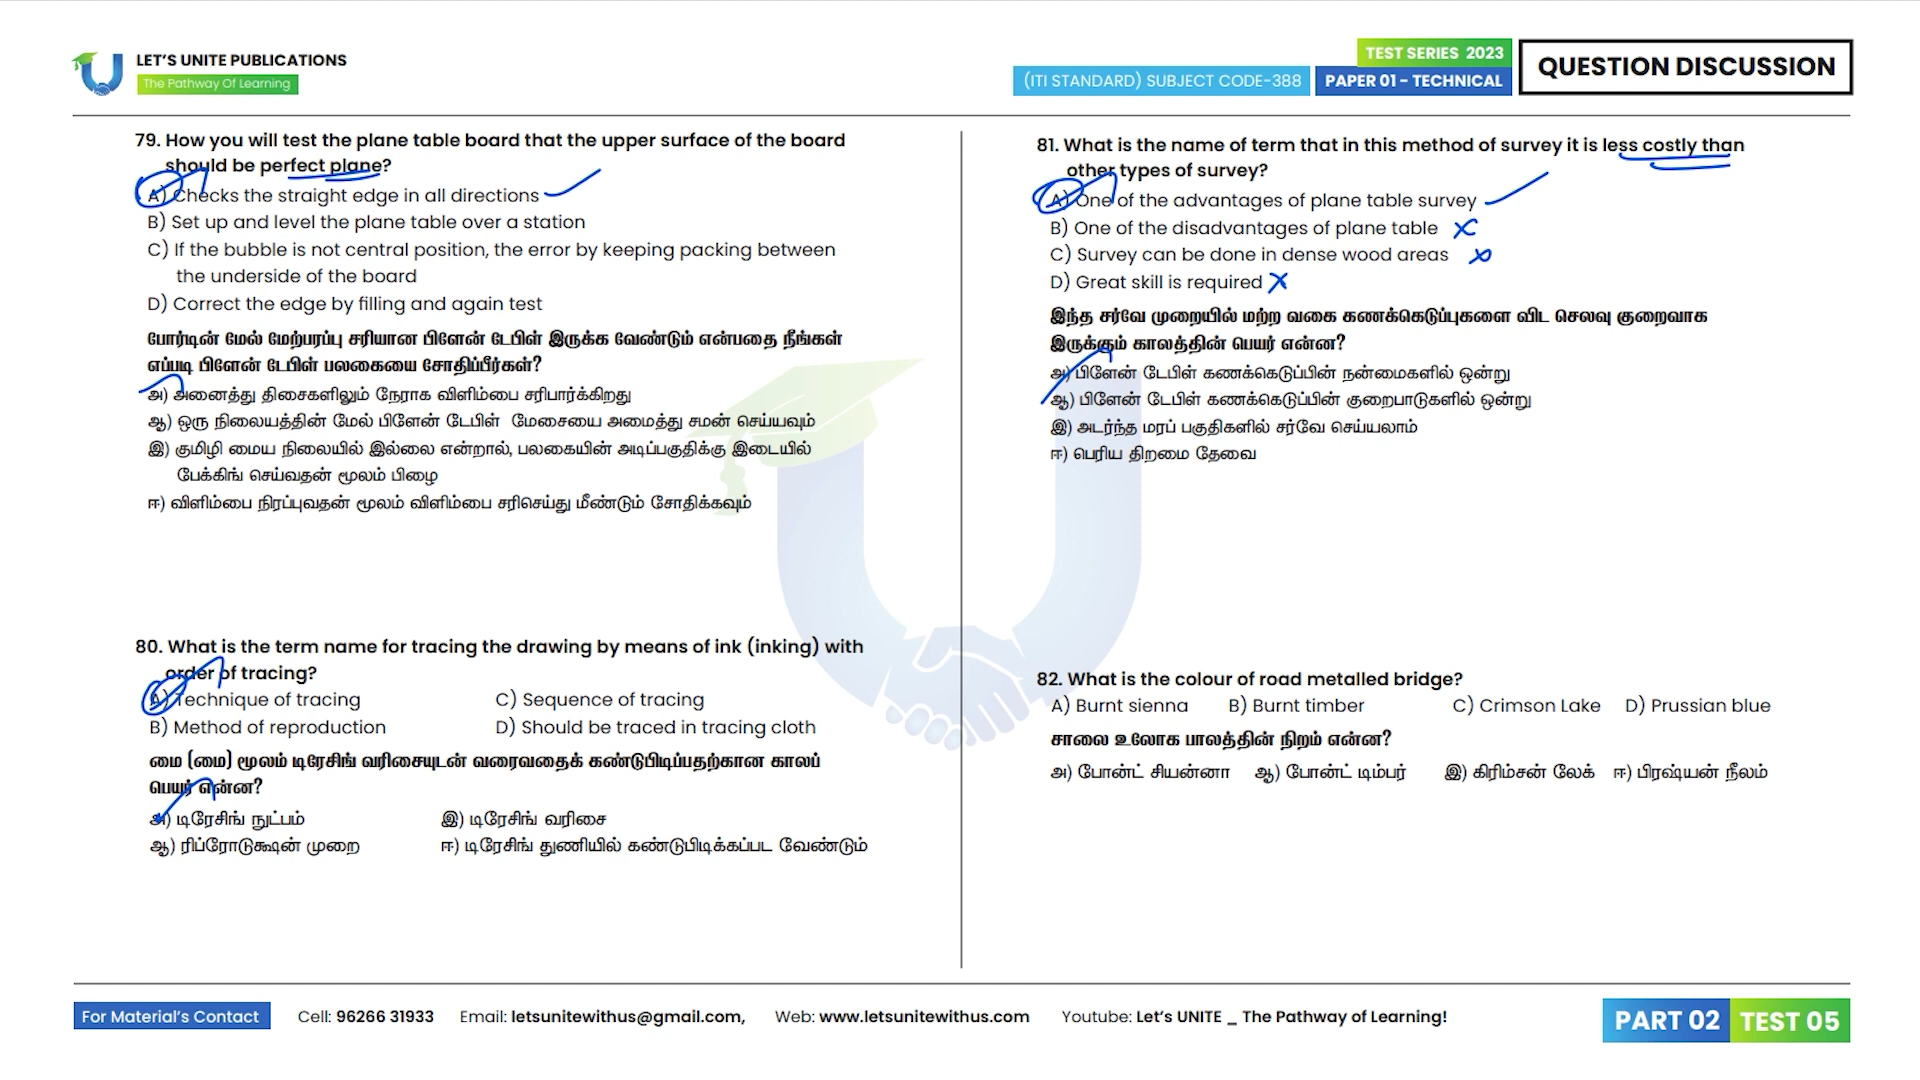 LET'S UNITE PUBLICATIONS
The Pathway Of Learning
TEST SERIES 2023
(ITI STANDARD) SUBJECT CODE-388
PAPER 01 - TECHNICAL
QUESTION DISCUSSION
79. How you will test the plane table board that the upper surface of the board
should be perfect plane?
A) Checks the straight edge in all directions
B) Set up and level the plane table over a station
C) If the bubble is not central position, the error by keeping packing between
the underside of the board
D) Correct the edge by filling and again test
போர்டின் மேல் மேற்பரப்பு சரியான பிளேன் டேபிள் இருக்க வேண்டும் என்பதை நீங்கள்
எப்படி பிளேன் டேபிள் பலகையை சோதிப்பீர்கள்?
அ) அனைத்து திசைகளிலும் நேராக விளிம்பை சரிபார்க்கிறது
ஆ) ஒரு நிலையத்தின் மேல் பிளேன் டேபிள் மேசையை அமைத்து சமன் செய்யவும்
இ) குமிழி மைய நிலையில் இல்லை என்றால், பலகையின் அடிப்பகுதிக்கு இடையில்
பேக்கிங் செய்வதன் மூலம் பிழை
ஈ) விளிம்பை நிரப்புவதன் மூலம் விளிம்பை சரிசெய்து மீண்டும் சோதிக்கவும்
80. What is the term name for tracing the drawing by means of ink (inking) with
order of tracing?
A) Technique of tracing C) Sequence of tracing
B) Method of reproduction D) Should be traced in tracing cloth
மை (மை) மூலம் டிரேசிங் வரிசையுடன் வரைவதைக் கண்டுபிடிப்பதற்கான காலப்
பெயர் என்ன?
அ) டிரேசிங் நுட்பம் இ) டிரேசிங் வரிசை
ஆ) ரிப்ரோடுக்ஷன் முறை ஈ) டிரேசிங் துணியில் கண்டுபிடிக்கப்பட வேண்டும்
81. What is the name of term that in this method of survey it is less costly than
other types of survey?
A) One of the advantages of plane table survey
B) One of the disadvantages of plane table
C) Survey can be done in dense wood areas
D) Great skill is required
இந்த சர்வே முறையில் மற்ற வகை கணக்கெடுப்புகளை விட செலவு குறைவாக
இருக்கும் காலத்தின் பெயர் என்ன?
அ) பிளேன் டேபிள் கணக்கெடுப்பின் நன்மைகளில் ஒன்று
ஆ) பிளேன் டேபிள் கணக்கெடுப்பின் குறைபாடுகளில் ஒன்று
இ) அடர்ந்த மரப் பகுதிகளில் சர்வே செய்யலாம்
ஈ) பெரிய திறமை தேவை
82. What is the colour of road metalled bridge?
A) Burnt sienna B) Burnt timber C) Crimson Lake D) Prussian blue
சாலை உலோக பாலத்தின் நிறம் என்ன?
அ) போன்ட் சியன்னா ஆ) போன்ட் டிம்பர் இ) கிரிம்சன் லேக் ஈ) பிரஷ்யன் நீலம்
For Material's Contact Cell: 96266 31933 Email: letsunitewithus@gmail.com, Web: www.letsunitewithus.com Youtube: Let's UNITE _ The Pathway of Learning!
PART 02 TEST 05